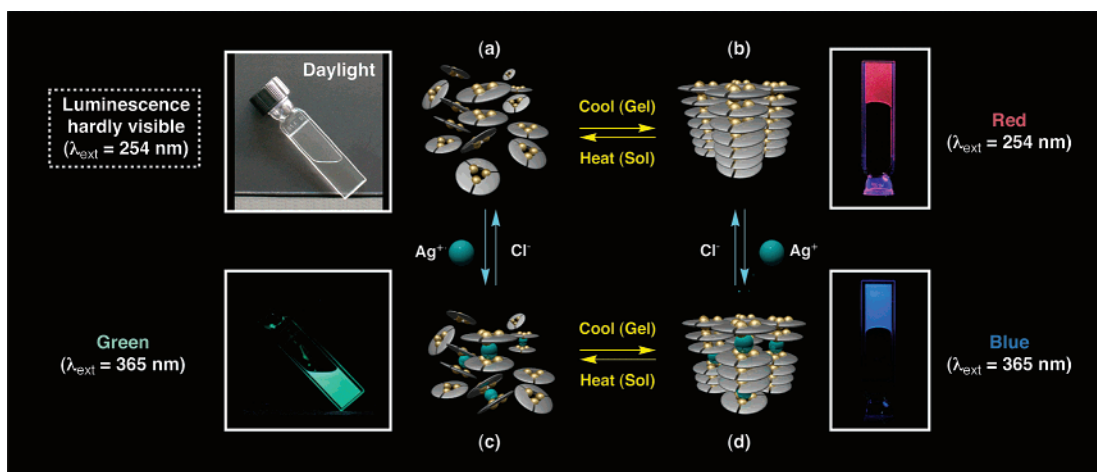 (a)
(b)
Daylight
Luminescence
hardly visible
(λext = 254 nm)
Cool (Gel)
Heat (Sol)
Red
(λext = 254 nm)
Ag⁺
Cl⁻
Cl⁻
Ag⁺
Green
(λext = 365 nm)
Cool (Gel)
Heat (Sol)
Blue
(λext = 365 nm)
(c)
(d)